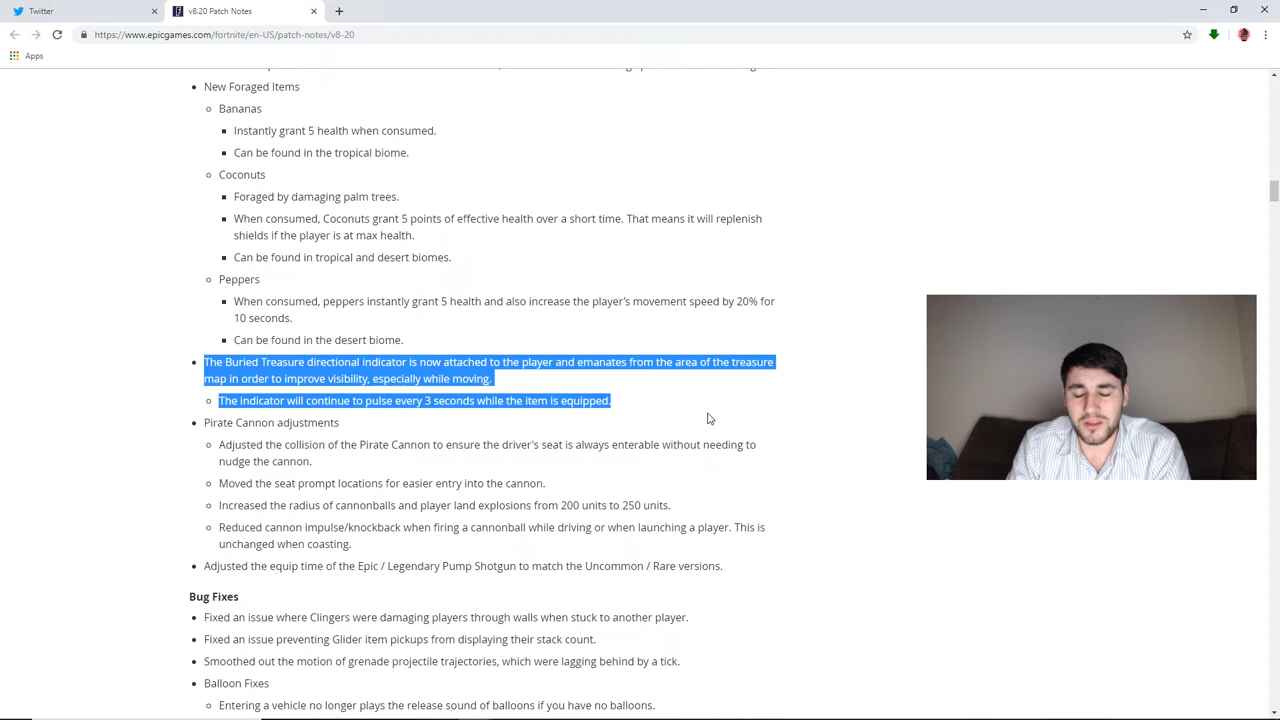 Twitter
v8.20 Patch Notes
https://www.epicgames.com/fortnite/en-US/patch-notes/v8-20
Apps
New Foraged Items
Bananas
Instantly grant 5 health when consumed.
Can be found in the tropical biome.
Coconuts
Foraged by damaging palm trees.
When consumed, Coconuts grant 5 points of effective health over a short time. That means it will replenish
shields if the player is at max health.
Can be found in tropical and desert biomes.
Peppers
When consumed, peppers instantly grant 5 health and also increase the player's movement speed by 20% for
10 seconds.
Can be found in the desert biome.
The Buried Treasure directional indicator is now attached to the player and emanates from the area of the treasure
map in order to improve visibility, especially while moving.
The indicator will continue to pulse every 3 seconds while the item is equipped.
Pirate Cannon adjustments
Adjusted the collision of the Pirate Cannon to ensure the driver's seat is always enterable without needing to
nudge the cannon.
Moved the seat prompt locations for easier entry into the cannon.
Increased the radius of cannonballs and player land explosions from 200 units to 250 units.
Reduced cannon impulse/knockback when firing a cannonball while driving or when launching a player. This is
unchanged when coasting.
Adjusted the equip time of the Epic / Legendary Pump Shotgun to match the Uncommon / Rare versions.
Bug Fixes
Fixed an issue where Clingers were damaging players through walls when stuck to another player.
Fixed an issue preventing Glider item pickups from displaying their stack count.
Smoothed out the motion of grenade projectile trajectories, which were lagging behind by a tick.
Balloon Fixes
Entering a vehicle no longer plays the release sound of balloons if you have no balloons.